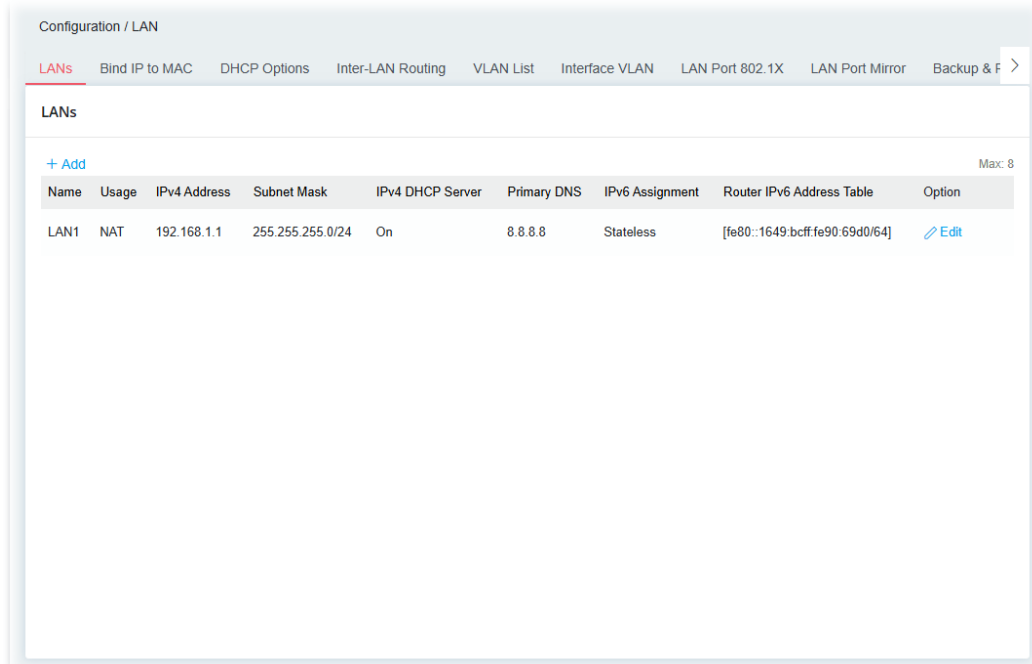 Configuration / LAN
LANs Bind IP to MAC DHCP Options Inter-LAN Routing VLAN List Interface VLAN LAN Port 802.1X LAN Port Mirror Backup &
LANs
+ Add Max: 8
Name Usage IPv4 Address Subnet Mask IPv4 DHCP Server Primary DNS IPv6 Assignment Router IPv6 Address Table Option
LAN1 NAT 192.168.1.1 255.255.255.0/24 On 8.8.8.8 Stateless [fe80::1649:bcff:fe90:69d0/64] Edit